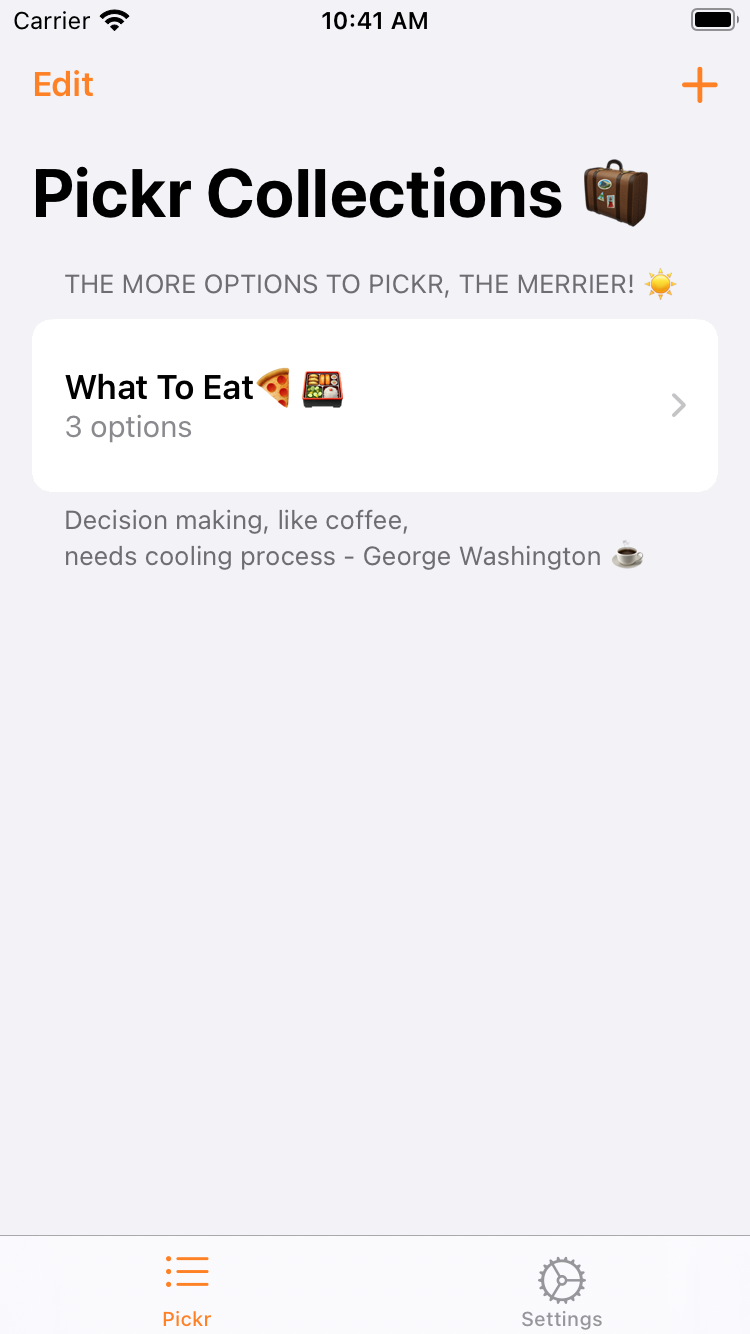 Carrier 10:41 AM
Edit +
Pickr Collections 🧳
THE MORE OPTIONS TO PICKR, THE MERRIER! ☀️
What To Eat🍕 🍱
3 options
Decision making, like coffee,
needs cooling process - George Washington ☕️
Pickr Settings